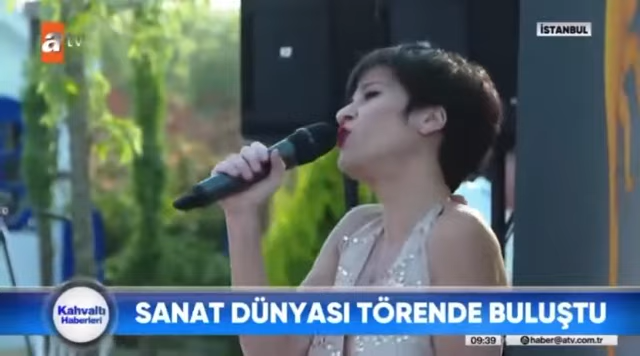 atv
İSTANBUL
Kahvaltı
Haberleri
SANAT DÜNYASI TÖRENDE BULUŞTU
09:39
haber@atv.com.tr